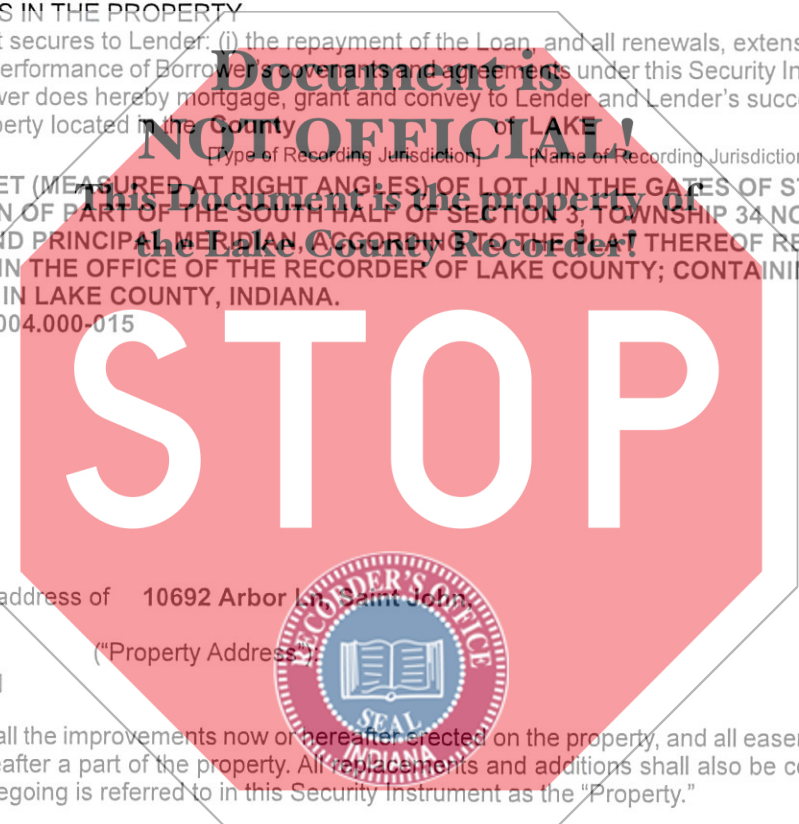 S IN THE PROPERTY
t secures to Lender: (i) the repayment of the Loan, and all renewals, extens
erformance of Borrower's covenants and agreements under this Security In
wer does hereby mortgage, grant and convey to Lender and Lender's succ
perty located in the County of LAKE
[Type of Recording Jurisdiction] [Name of Recording Jurisdiction
ET (MEASURED AT RIGHT ANGLES) OF LOT J IN THE GATES OF ST
N OF PART OF THE SOUTH HALF OF SECTION 3, TOWNSHIP 34 NO
ND PRINCIPAL MERIDIAN, ACCORDING TO THE PLAT THEREOF RE
IN THE OFFICE OF THE RECORDER OF LAKE COUNTY; CONTAININ
IN LAKE COUNTY, INDIANA.
004.000-015
Document is
NOT OFFICIAL!
This Document is the property of
the Lake County Recorder!
STOP
address of 10692 Arbor Ln, Saint John,
("Property Address"):
RECORDER'S OFFICE
SEAL
INDIANA
all the improvements now or hereafter erected on the property, and all easem
eafter a part of the property. All replacements and additions shall also be co
egoing is referred to in this Security Instrument as the "Property."